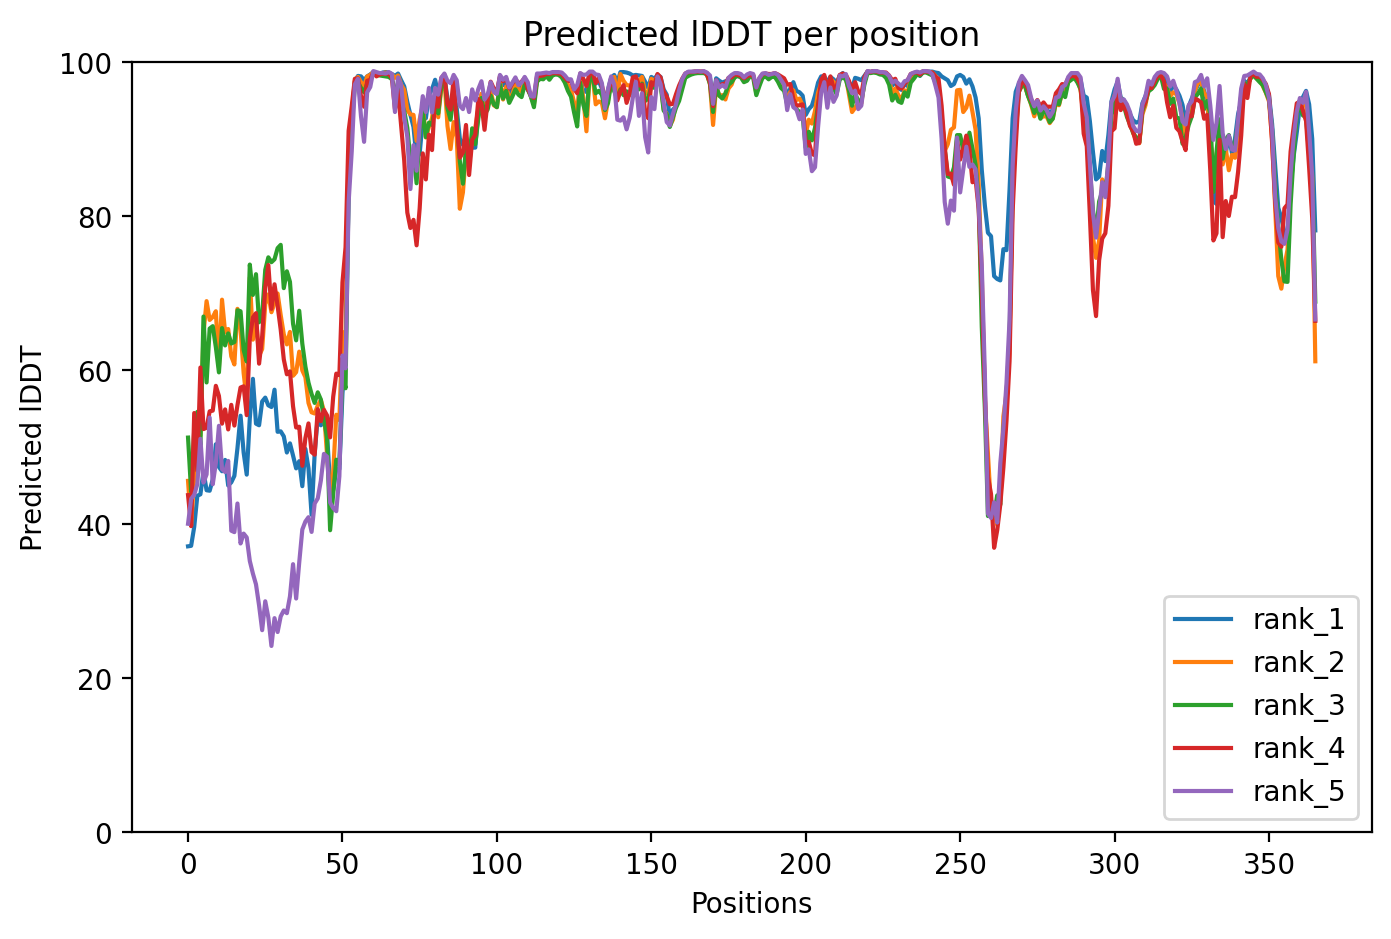 Predicted lDDT per position
100
80
60
40
20
0
Predicted lDDT
0 50 100 150 200 250 300 350
Positions
rank_1
rank_2
rank_3
rank_4
rank_5